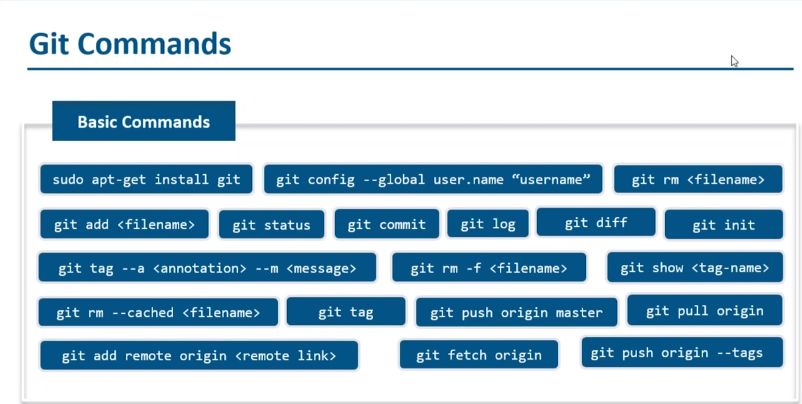 Git Commands
Basic Commands
sudo apt-get install git
git config --global user.name “username”
git rm <filename>
git add <filename>
git status
git commit
git log
git diff
git init
git tag --a <annotation> --m <message>
git rm -f <filename>
git show <tag-name>
git rm --cached <filename>
git tag
git push origin master
git pull origin
git add remote origin <remote link>
git fetch origin
git push origin --tags